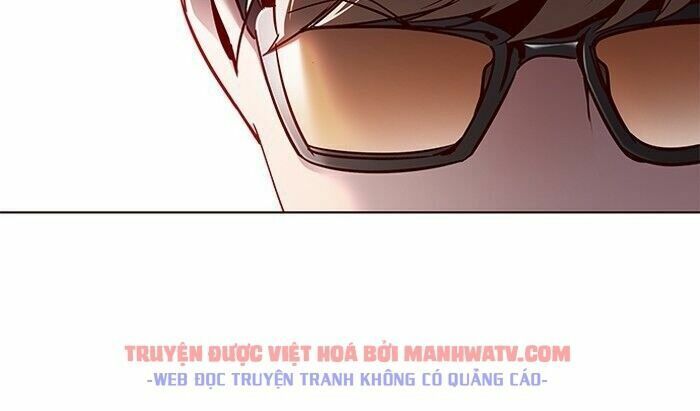 TRUYỆN ĐƯỢC VIỆT HOÁ BỞI MANHWATV.COM
-WEB ĐỌC TRUYỆN TRANH KHÔNG CÓ QUẢNG CÁO-